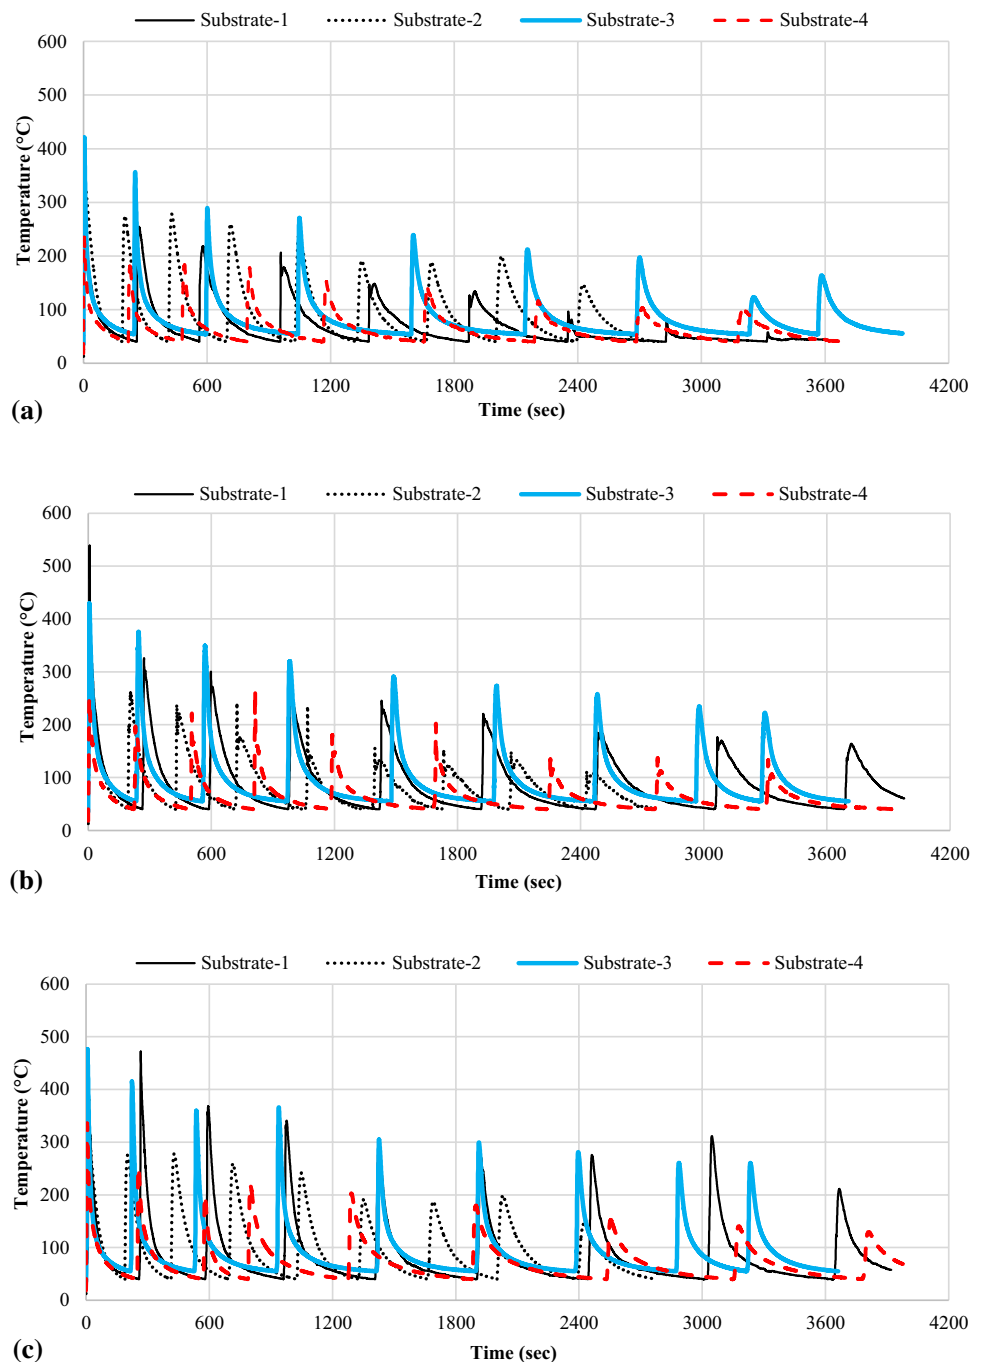 Substrate-1 Substrate-2 Substrate-3 Substrate-4
600
500
400
300
200
100
0
Temperature (°C)
0 600 1200 1800 2400 3000 3600 4200
Time (sec)
(a)
Substrate-1 Substrate-2 Substrate-3 Substrate-4
600
500
400
300
200
100
0
Temperature (°C)
0 600 1200 1800 2400 3000 3600 4200
Time (sec)
(b)
Substrate-1 Substrate-2 Substrate-3 Substrate-4
600
500
400
300
200
100
0
Temperature (°C)
0 600 1200 1800 2400 3000 3600 4200
Time (sec)
(c)